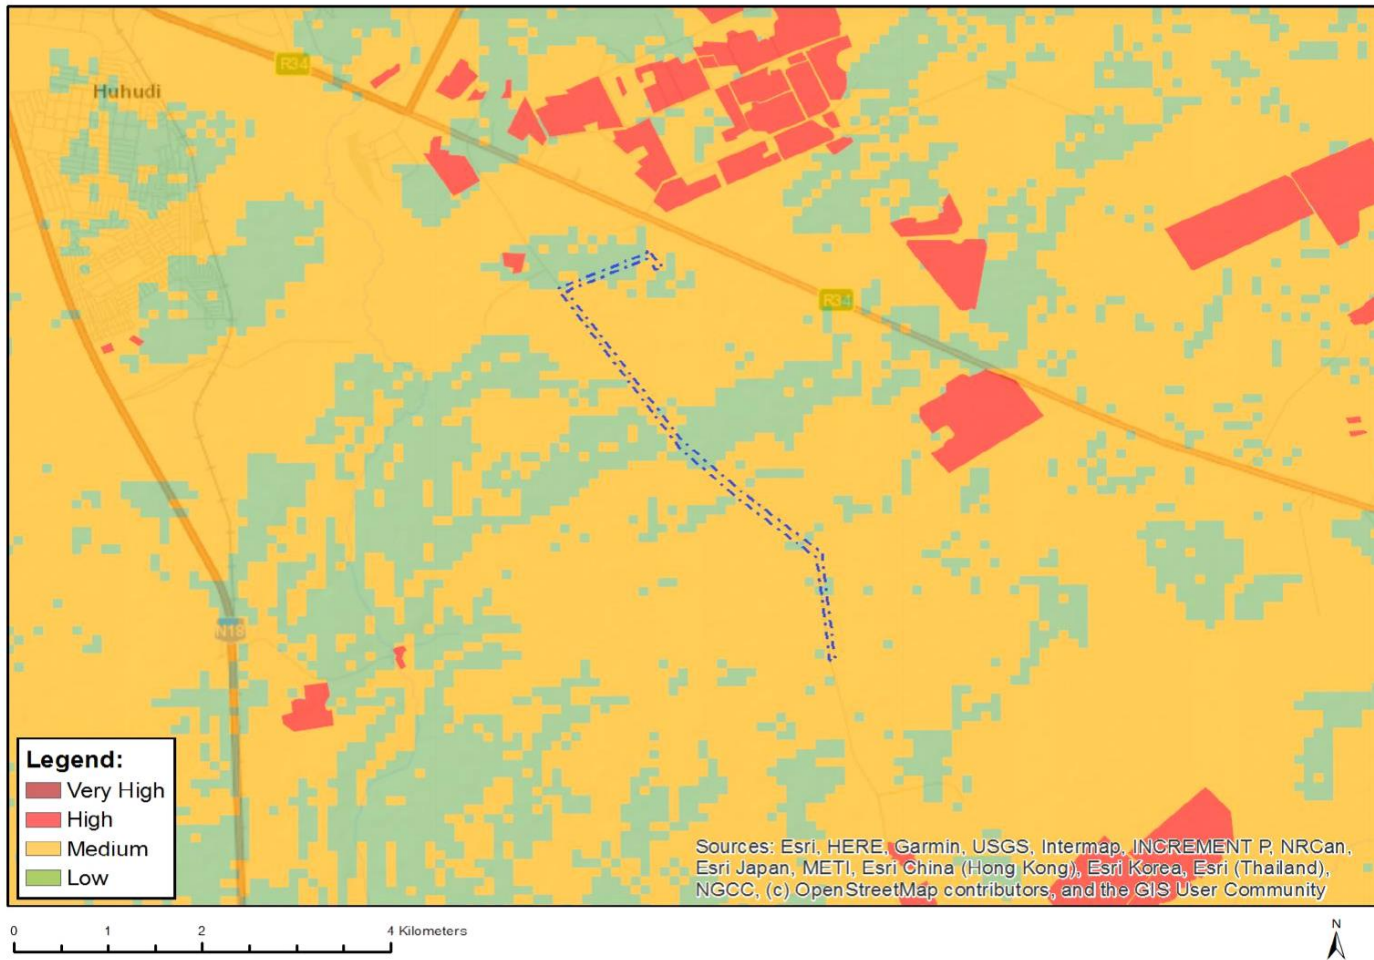 R34
Huhudi
R34
N18
Legend:
Very High
High
Medium
Low
Sources: Esri, HERE, Garmin, USGS, Intermap, INCREMENT P, NRCan,
Esri Japan, METI, Esri China (Hong Kong), Esri Korea, Esri (Thailand),
NGCC, (c) OpenStreetMap contributors, and the GIS User Community
0 1 2 4 Kilometers
N